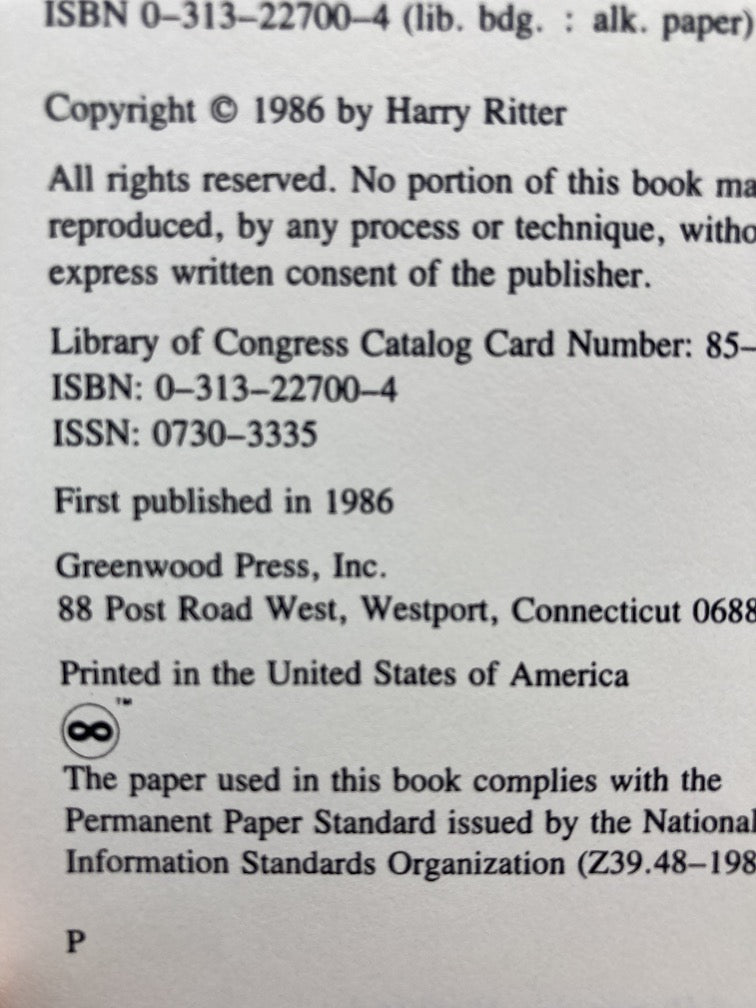 ISBN 0–313–22700–4 (lib. bdg. : alk. paper)
Copyright © 1986 by Harry Ritter
All rights reserved. No portion of this book ma
reproduced, by any process or technique, witho
express written consent of the publisher.
Library of Congress Catalog Card Number: 85–
ISBN: 0–313–22700–4
ISSN: 0730–3335
First published in 1986
Greenwood Press, Inc.
88 Post Road West, Westport, Connecticut 0688
Printed in the United States of America
∞™
The paper used in this book complies with the
Permanent Paper Standard issued by the National
Information Standards Organization (Z39.48–198
P